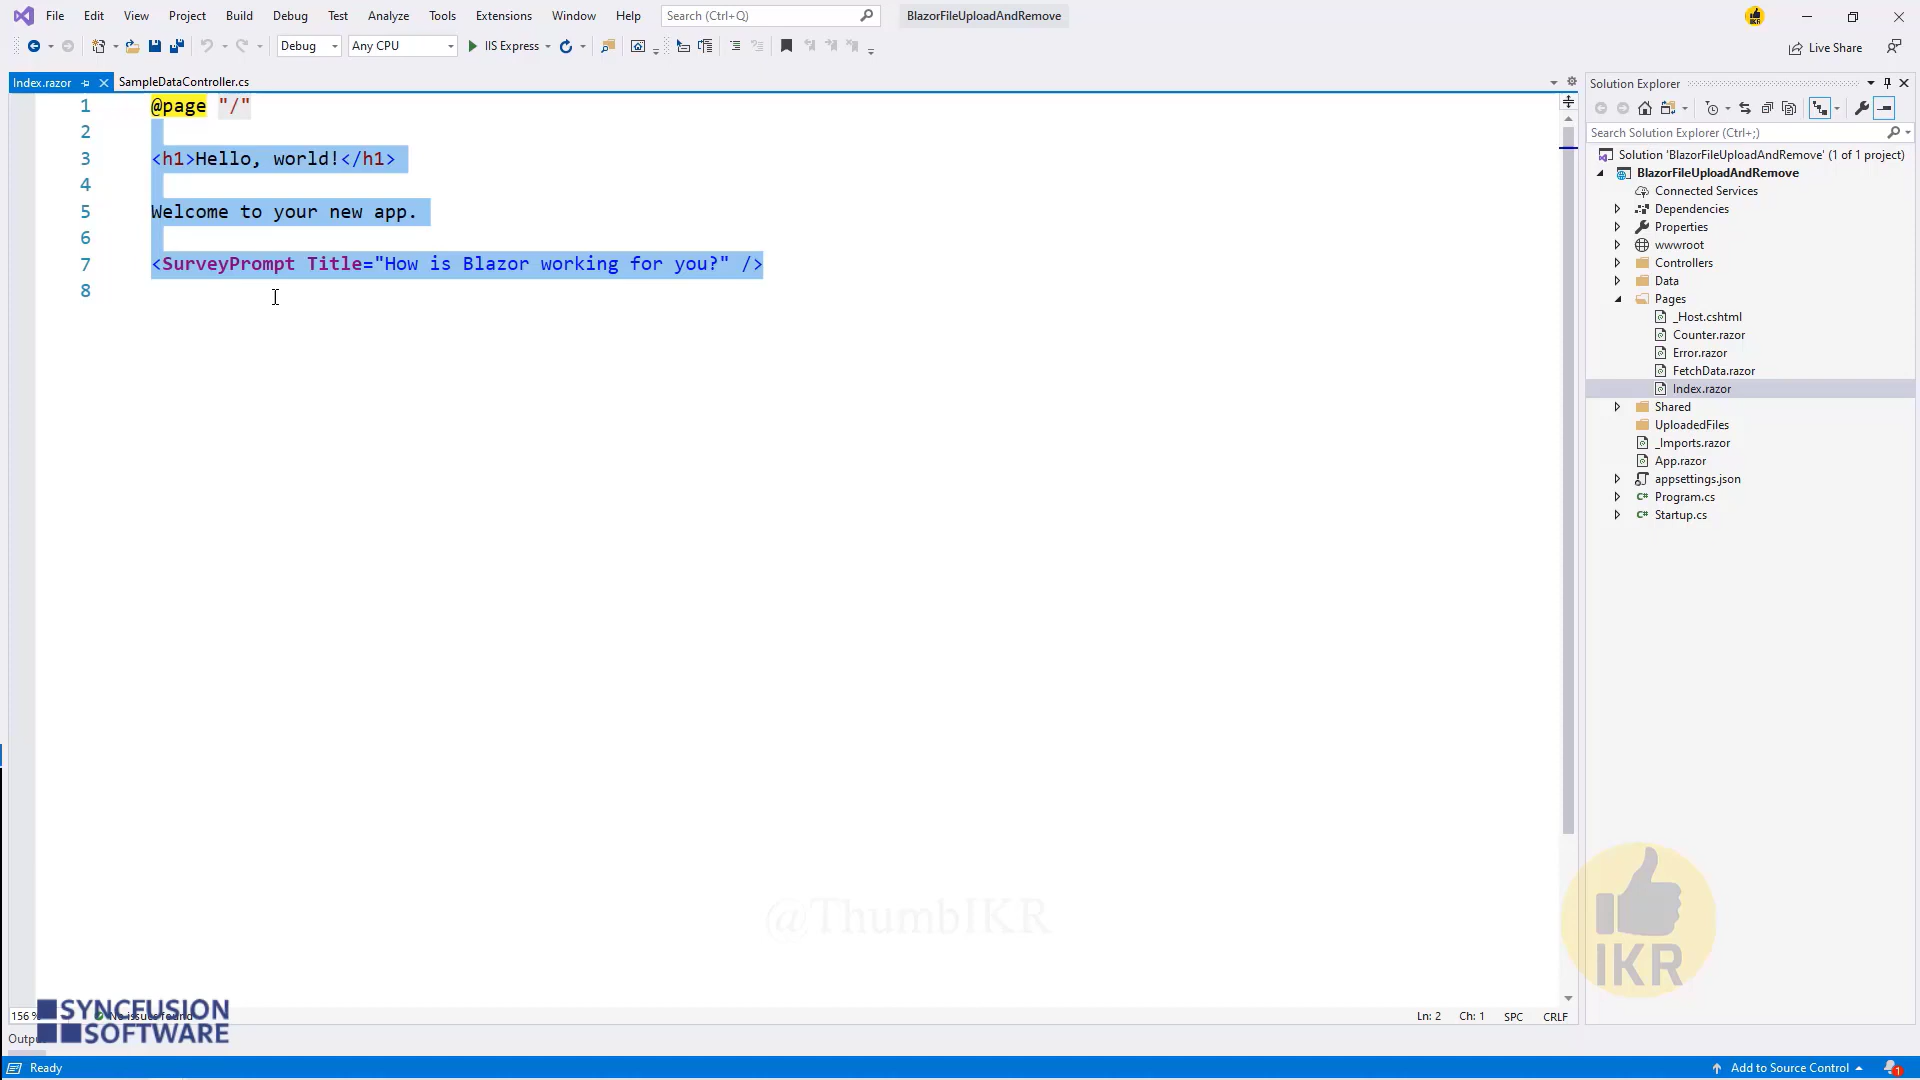 File Edit View Project Build Debug Test Analyze Tools Extensions Window Help Search (Ctrl+Q) BlazorFileUploadAndRemove
Debug Any CPU IIS Express Live Share
Index.razor SampleDataController.cs
1 @page "/"
2
3 <h1>Hello, world!</h1>
4
5 Welcome to your new app.
6
7 <SurveyPrompt Title="How is Blazor working for you?" />
8
Solution Explorer
Search Solution Explorer (Ctrl+;)
Solution 'BlazorFileUploadAndRemove' (1 of 1 project)
BlazorFileUploadAndRemove
Connected Services
Dependencies
Properties
wwwroot
Controllers
Data
Pages
_Host.cshtml
Counter.razor
Error.razor
FetchData.razor
Index.razor
Shared
UploadedFiles
_Imports.razor
App.razor
appsettings.json
C# Program.cs
C# Startup.cs
@ThumbIKR
IKR
SYNCFUSION
SOFTWARE
156 % No issues found Ln: 2 Ch: 1 SPC CRLF
Ready Add to Source Control 1